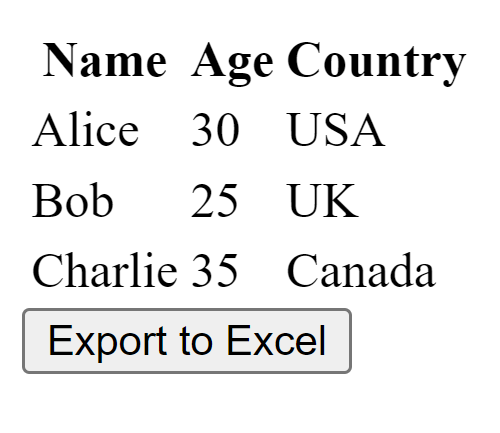 Name Age Country
Alice 30 USA
Bob 25 UK
Charlie 35 Canada
Export to Excel